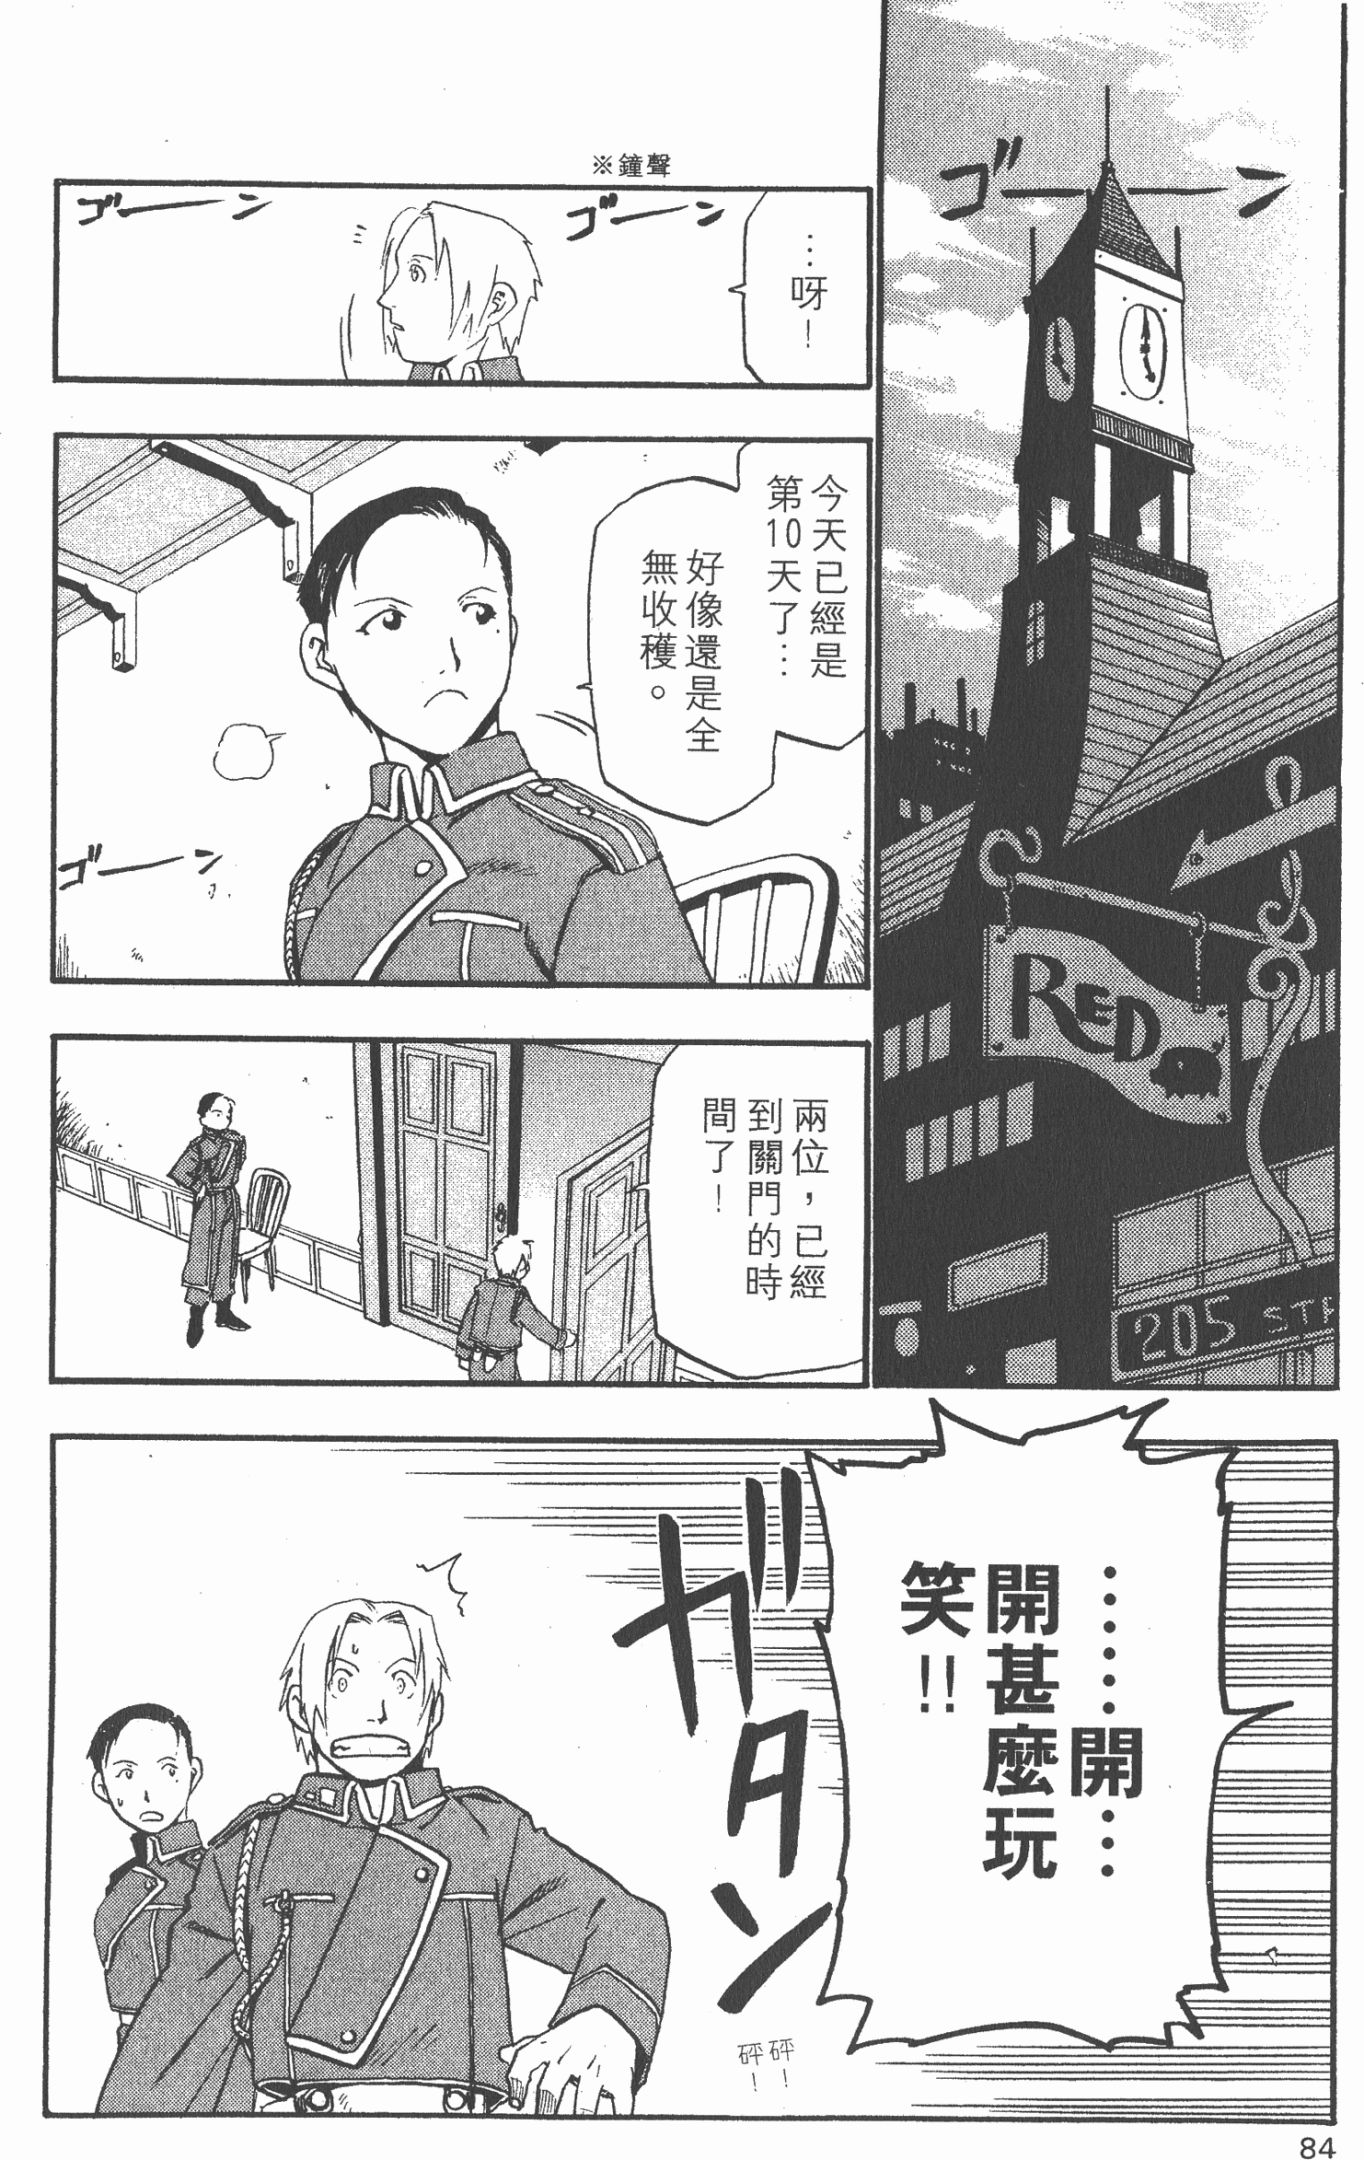 ゴーーン
RED
205 STR
※鐘聲
…呀！
ゴーーン
ゴーーン
今天已經是
第10天了…
好像還是全
無收穫。
ゴーーン
兩位，已經
到關門的時
間了！
………開…
開甚麼玩
笑!!
ガタン
砰！
砰！
84